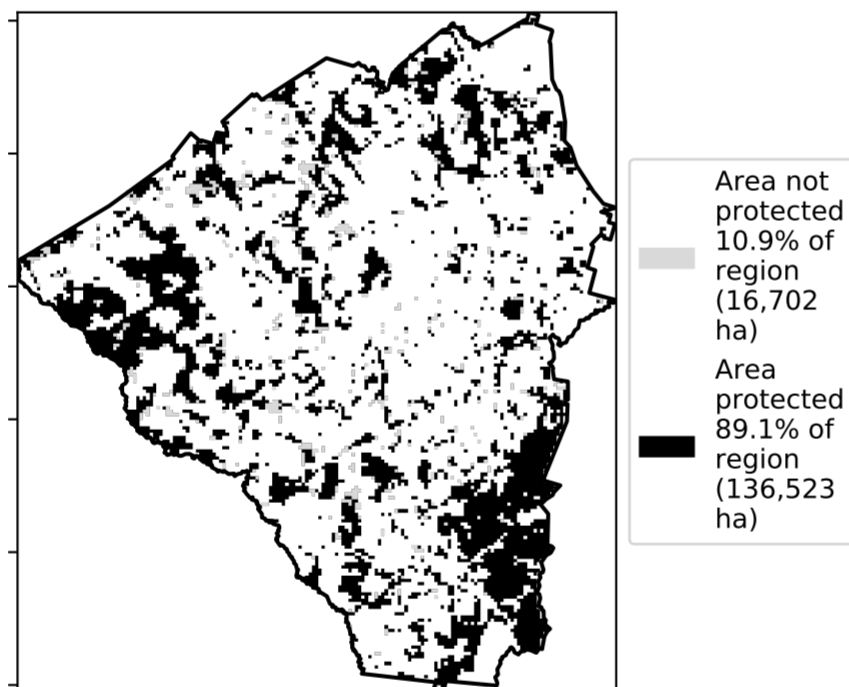 Area not
protected
10.9% of
region
(16,702
ha)
Area
protected
89.1% of
region
(136,523
ha)